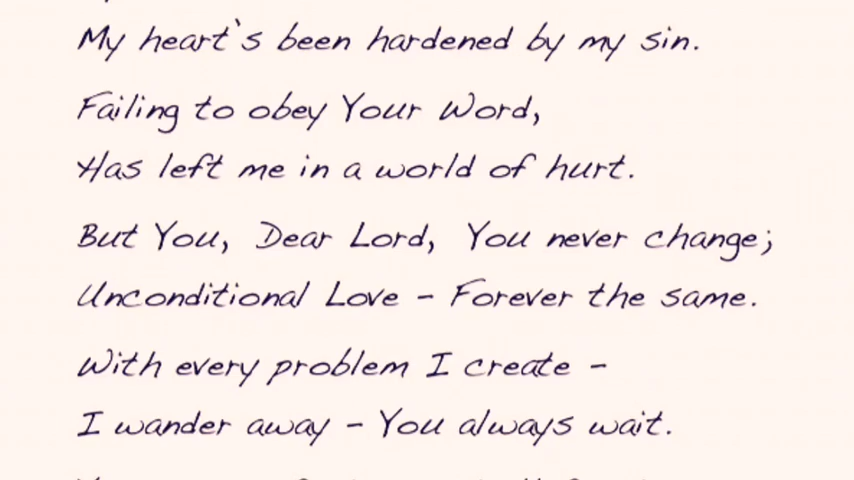 My heart's been hardened by my sin.
Failing to obey Your Word,
Has left me in a world of hurt.
But You, Dear Lord, You never change;
Unconditional Love - Forever the same.
With every problem I create -
I wander away - You always wait.